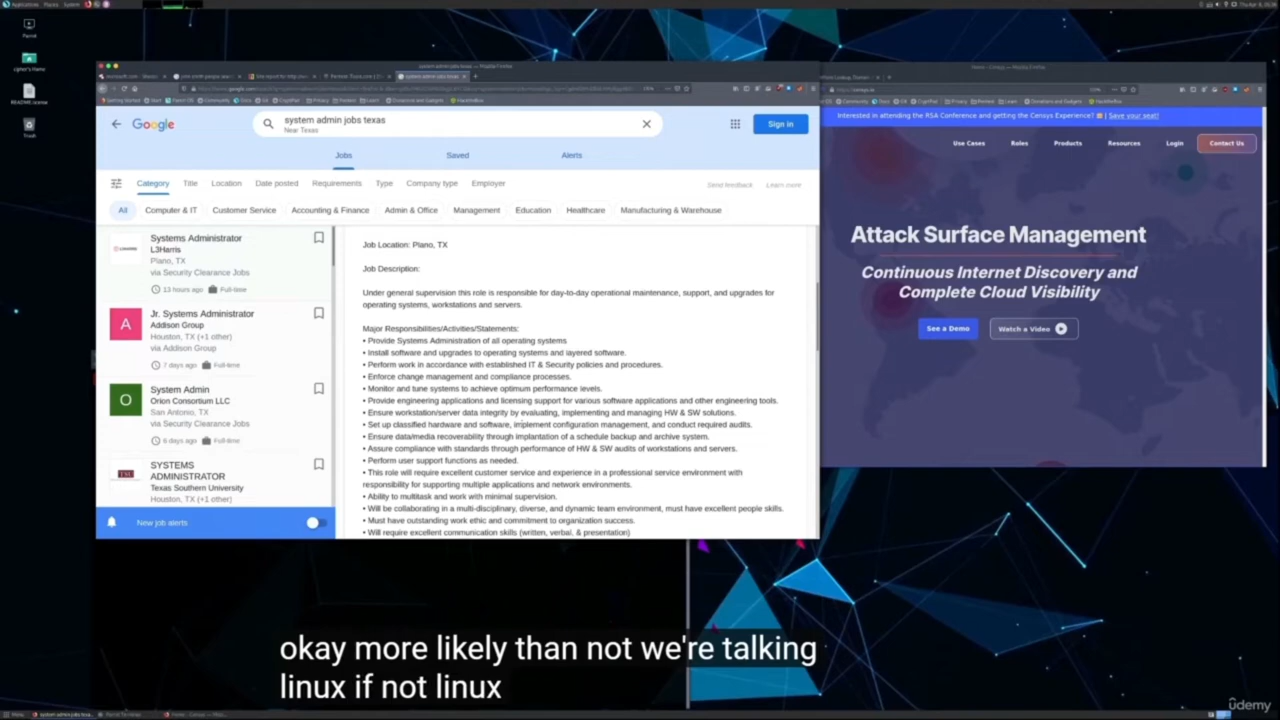 Applications Places System
Parrot
README.license
Trash
system admin jobs texas
Near Texas
Google
Sign in
Jobs Saved Alerts
Category Title Location Date posted Requirements Type Company type Employer
Send feedback Learn more
All Computer & IT Customer Service Accounting & Finance Admin & Office Management Education Healthcare Manufacturing & Warehouse
Systems Administrator
L3Harris
Plano, TX
via Security Clearance Jobs
13 hours ago Full-time
A
Jr. Systems Administrator
Addison Group
Houston, TX (+1 other)
via Addison Group
7 days ago Full-time
O
System Admin
Orion Consortium LLC
San Antonio, TX
via Security Clearance Jobs
6 days ago Full-time
SYSTEMS
ADMINISTRATOR
Texas Southern University
Houston, TX (+1 other)
New job alerts
Job Location: Plano, TX
Job Description:
Under general supervision this role is responsible for day-to-day operational maintenance, support, and upgrades for
operating systems, workstations and servers.
Major Responsibilities/Activities/Statements:
• Provide Systems Administration of all operating systems
• Install software and upgrades to operating systems and layered software.
• Perform work in accordance with established IT & Security policies and procedures.
• Enforce change management and compliance processes.
• Monitor and tune systems to achieve optimum performance levels.
• Provide engineering applications and licensing support for various software applications and other engineering tools.
• Ensure workstation/server data integrity by evaluating, implementing and managing HW & SW solutions.
• Set up classified hardware and software, implement configuration management, and conduct required audits.
• Ensure data/media recoverability through implantation of a schedule backup and archive system.
• Assure compliance with standards through performance of HW & SW audits of workstations and servers.
• Perform user support functions as needed.
• This role will require excellent customer service and experience in a professional service environment with
responsibility for supporting multiple applications and network environments.
• Ability to multitask and work with minimal supervision.
• Will be collaborating in a multi-disciplinary, diverse, and dynamic team environment, must have excellent people skills.
• Must have outstanding work ethic and commitment to organization success.
• Will require excellent communication skills (written, verbal, & presentation)
Interested in attending the RSA Conference and getting the Censys Experience? Save your seat!
Use Cases Roles Products Resources Login Contact Us
Attack Surface Management
Continuous Internet Discovery and
Complete Cloud Visibility
See a Demo Watch a Video
okay more likely than not we're talking
linux if not linux
ûdemy